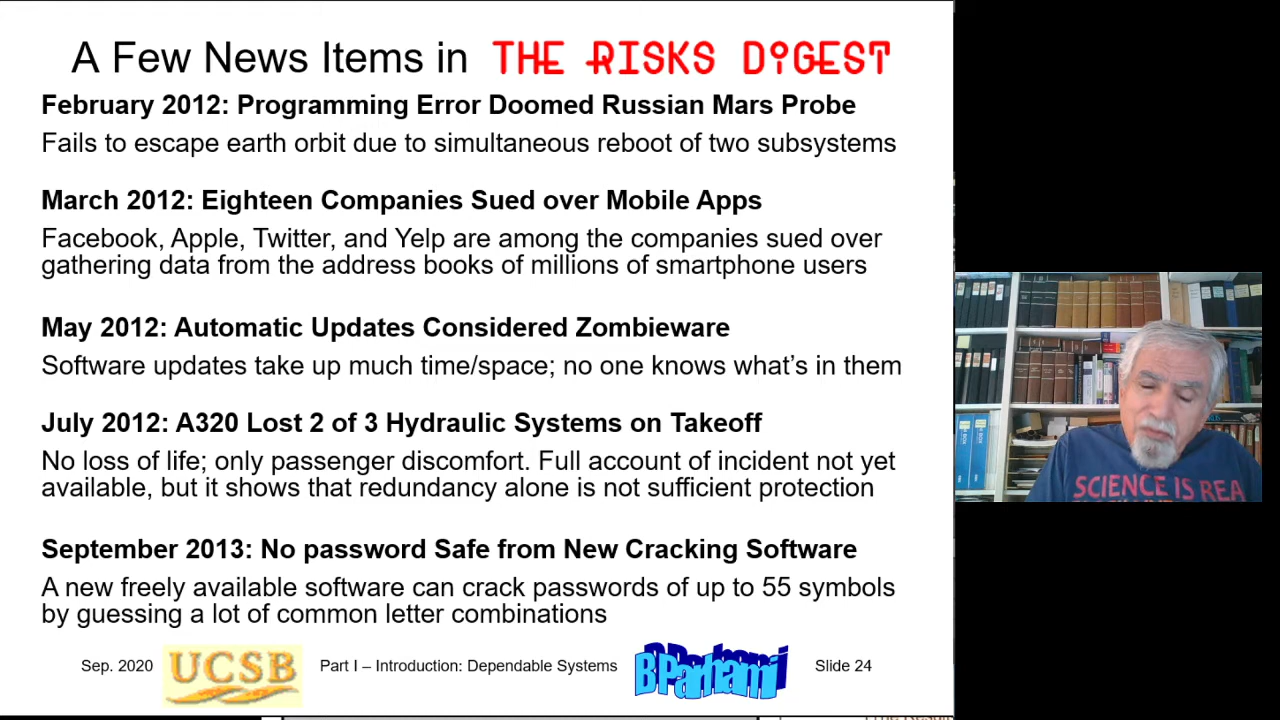 A Few News Items in THE RISKS DIGEST
February 2012: Programming Error Doomed Russian Mars Probe
Fails to escape earth orbit due to simultaneous reboot of two subsystems
March 2012: Eighteen Companies Sued over Mobile Apps
Facebook, Apple, Twitter, and Yelp are among the companies sued over
gathering data from the address books of millions of smartphone users
May 2012: Automatic Updates Considered Zombieware
Software updates take up much time/space; no one knows what’s in them
July 2012: A320 Lost 2 of 3 Hydraulic Systems on Takeoff
No loss of life; only passenger discomfort. Full account of incident not yet
available, but it shows that redundancy alone is not sufficient protection
September 2013: No password Safe from New Cracking Software
A new freely available software can crack passwords of up to 55 symbols
by guessing a lot of common letter combinations
Sep. 2020 UCSB Part I – Introduction: Dependable Systems B. Parhami Slide 24
SCIENCE IS REA